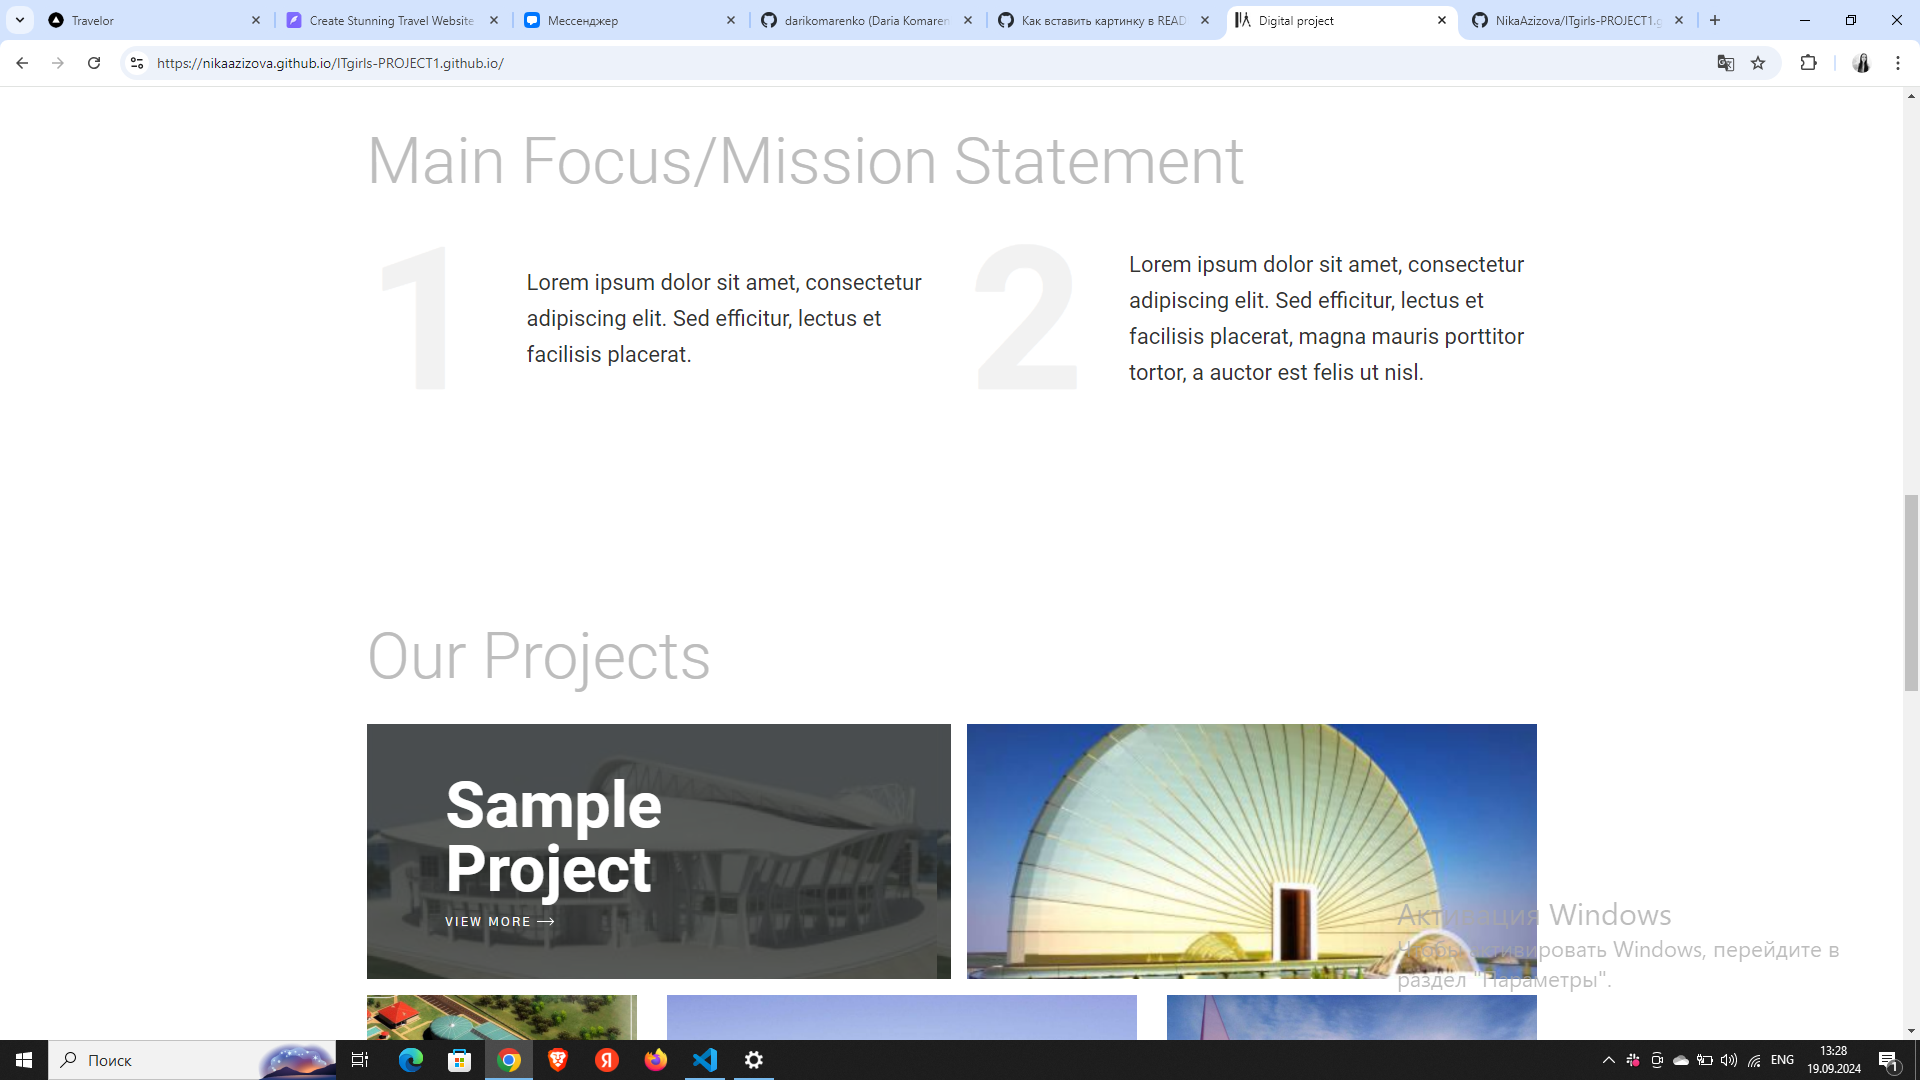 Travelor
Create Stunning Travel Website
Мессенджер
darikomarenko (Daria Komaren
Как вставить картинку в READ
Digital project
NikaAzizova/ITgirls-PROJECT1.g
https://nikaazizova.github.io/ITgirls-PROJECT1.github.io/
Main Focus/Mission Statement
1
Lorem ipsum dolor sit amet, consectetur
adipiscing elit. Sed efficitur, lectus et
facilisis placerat.
2
Lorem ipsum dolor sit amet, consectetur
adipiscing elit. Sed efficitur, lectus et
facilisis placerat, magna mauris porttitor
tortor, a auctor est felis ut nisl.
Our Projects
Sample
Project
VIEW MORE
Активация Windows
Чтобы активировать Windows, перейдите в
раздел "Параметры".
Поиск
ENG
13:28
19.09.2024
1